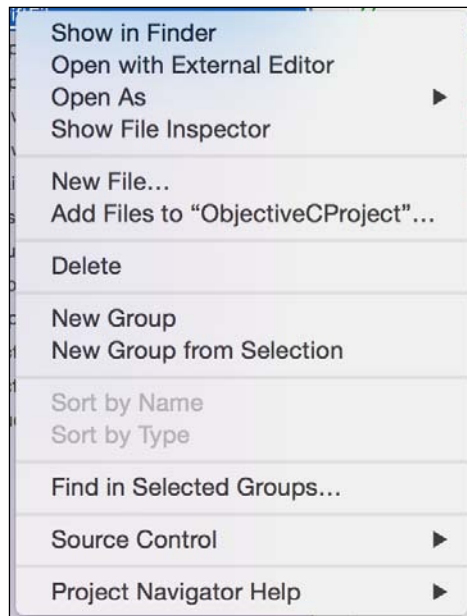 Show in Finder
Open with External Editor
Open As
Show File Inspector
New File...
Add Files to “ObjectiveCProject”...
Delete
New Group
New Group from Selection
Sort by Name
Sort by Type
Find in Selected Groups...
Source Control
Project Navigator Help